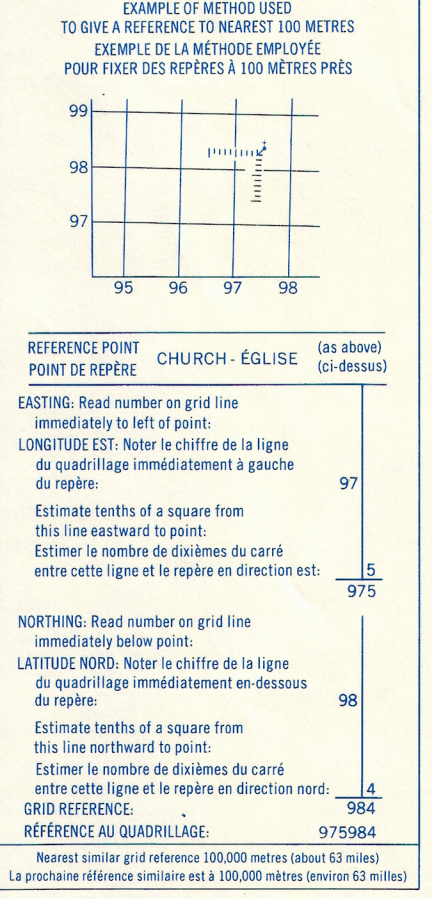 EXAMPLE OF METHOD USED
TO GIVE A REFERENCE TO NEAREST 100 METRES
EXEMPLE DE LA MÉTHODE EMPLOYÉE
POUR FIXER DES REPÈRES À 100 MÈTRES PRÈS
99
98
97
95 96 97 98
REFERENCE POINT
POINT DE REPÈRE
CHURCH - ÉGLISE
(as above)
(ci-dessus)
EASTING: Read number on grid line
immediately to left of point:
LONGITUDE EST: Noter le chiffre de la ligne
du quadrillage immédiatement à gauche
du repère: 97
Estimate tenths of a square from
this line eastward to point:
Estimer le nombre de dixièmes du carré
entre cette ligne et le repère en direction est: 5
975
NORTHING: Read number on grid line
immediately below point:
LATITUDE NORD: Noter le chiffre de la ligne
du quadrillage immédiatement en-dessous
du repère: 98
Estimate tenths of a square from
this line northward to point:
Estimer le nombre de dixièmes du carré
entre cette ligne et le repère en direction nord: 4
GRID REFERENCE: 984
RÉFÉRENCE AU QUADRILLAGE: 975984
Nearest similar grid reference 100,000 metres (about 63 miles)
La prochaine référence similaire est à 100,000 mètres (environ 63 milles)